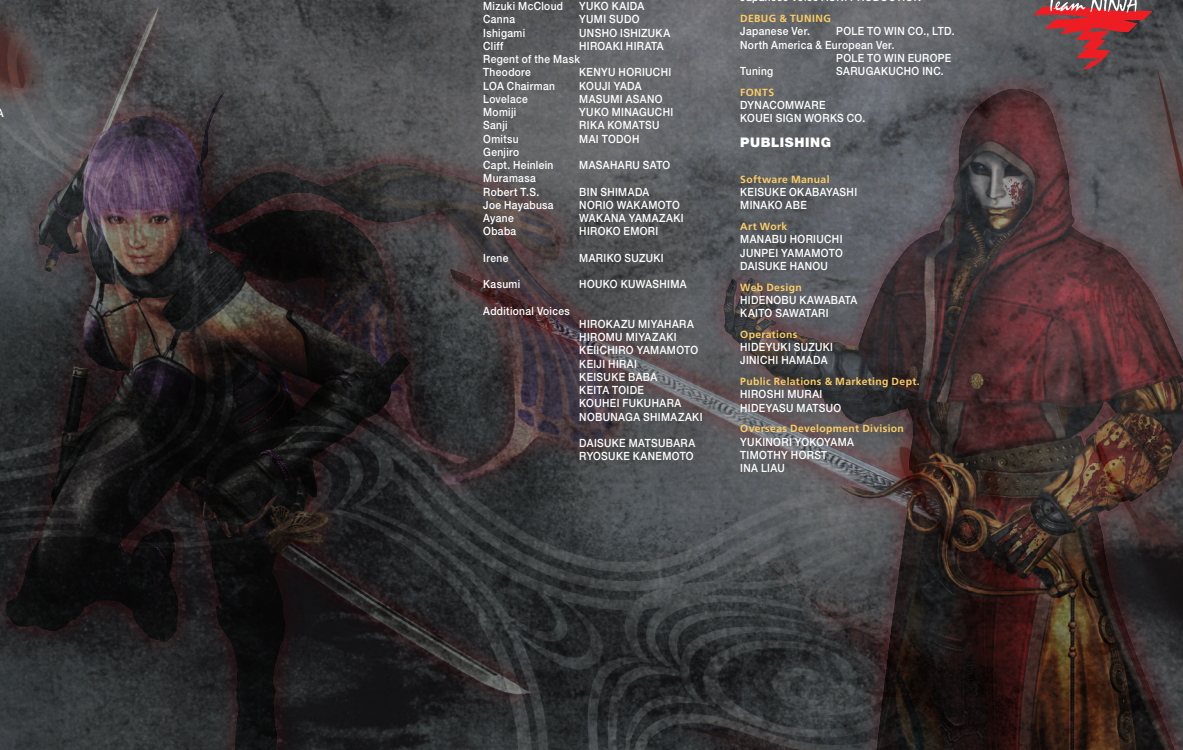 A
Mizuki McCloud YUKO KAIDA
Canna YUMI SUDO
Ishigami UNSHO ISHIZUKA
Cliff HIROAKI HIRATA
Regent of the Mask
Theodore KENYU HORIUCHI
LOA Chairman KOUJI YADA
Lovelace MASUMI ASANO
Momiji YUKO MINAGUCHI
Sanji RIKA KOMATSU
Omitsu MAI TODOH
Genjiro
Capt. Heinlein MASAHARU SATO
Muramasa
Robert T.S. BIN SHIMADA
Joe Hayabusa NORIO WAKAMOTO
Ayane WAKANA YAMAZAKI
Obaba HIROKO EMORI
Irene MARIKO SUZUKI
Kasumi HOUKO KUWASHIMA
Additional Voices
HIROKAZU MIYAHARA
HIROMU MIYAZAKI
KEIICHIRO YAMAMOTO
KEIJI HIRAI
KEISUKE BABA
KEITA TOIDE
KOUHEI FUKUHARA
NOBUNAGA SHIMAZAKI
DAISUKE MATSUBARA
RYOSUKE KANEMOTO
DEBUG & TUNING
Japanese Ver. POLE TO WIN CO., LTD.
North America & European Ver.
POLE TO WIN EUROPE
Tuning SARUGAKUCHO INC.
FONTS
DYNACOMWARE
KOUEI SIGN WORKS CO.
PUBLISHING
Software Manual
KEISUKE OKABAYASHI
MINAKO ABE
Art Work
MANABU HORIUCHI
JUNPEI YAMAMOTO
DAISUKE HANOU
Web Design
HIDENOBU KAWABATA
KAITO SAWATARI
Operations
HIDEYUKI SUZUKI
JINICHI HAMADA
Public Relations & Marketing Dept.
HIROSHI MURAI
HIDEYASU MATSUO
Overseas Development Division
YUKINORI YOKOYAMA
TIMOTHY HORST
INA LIAU
Team NINJA